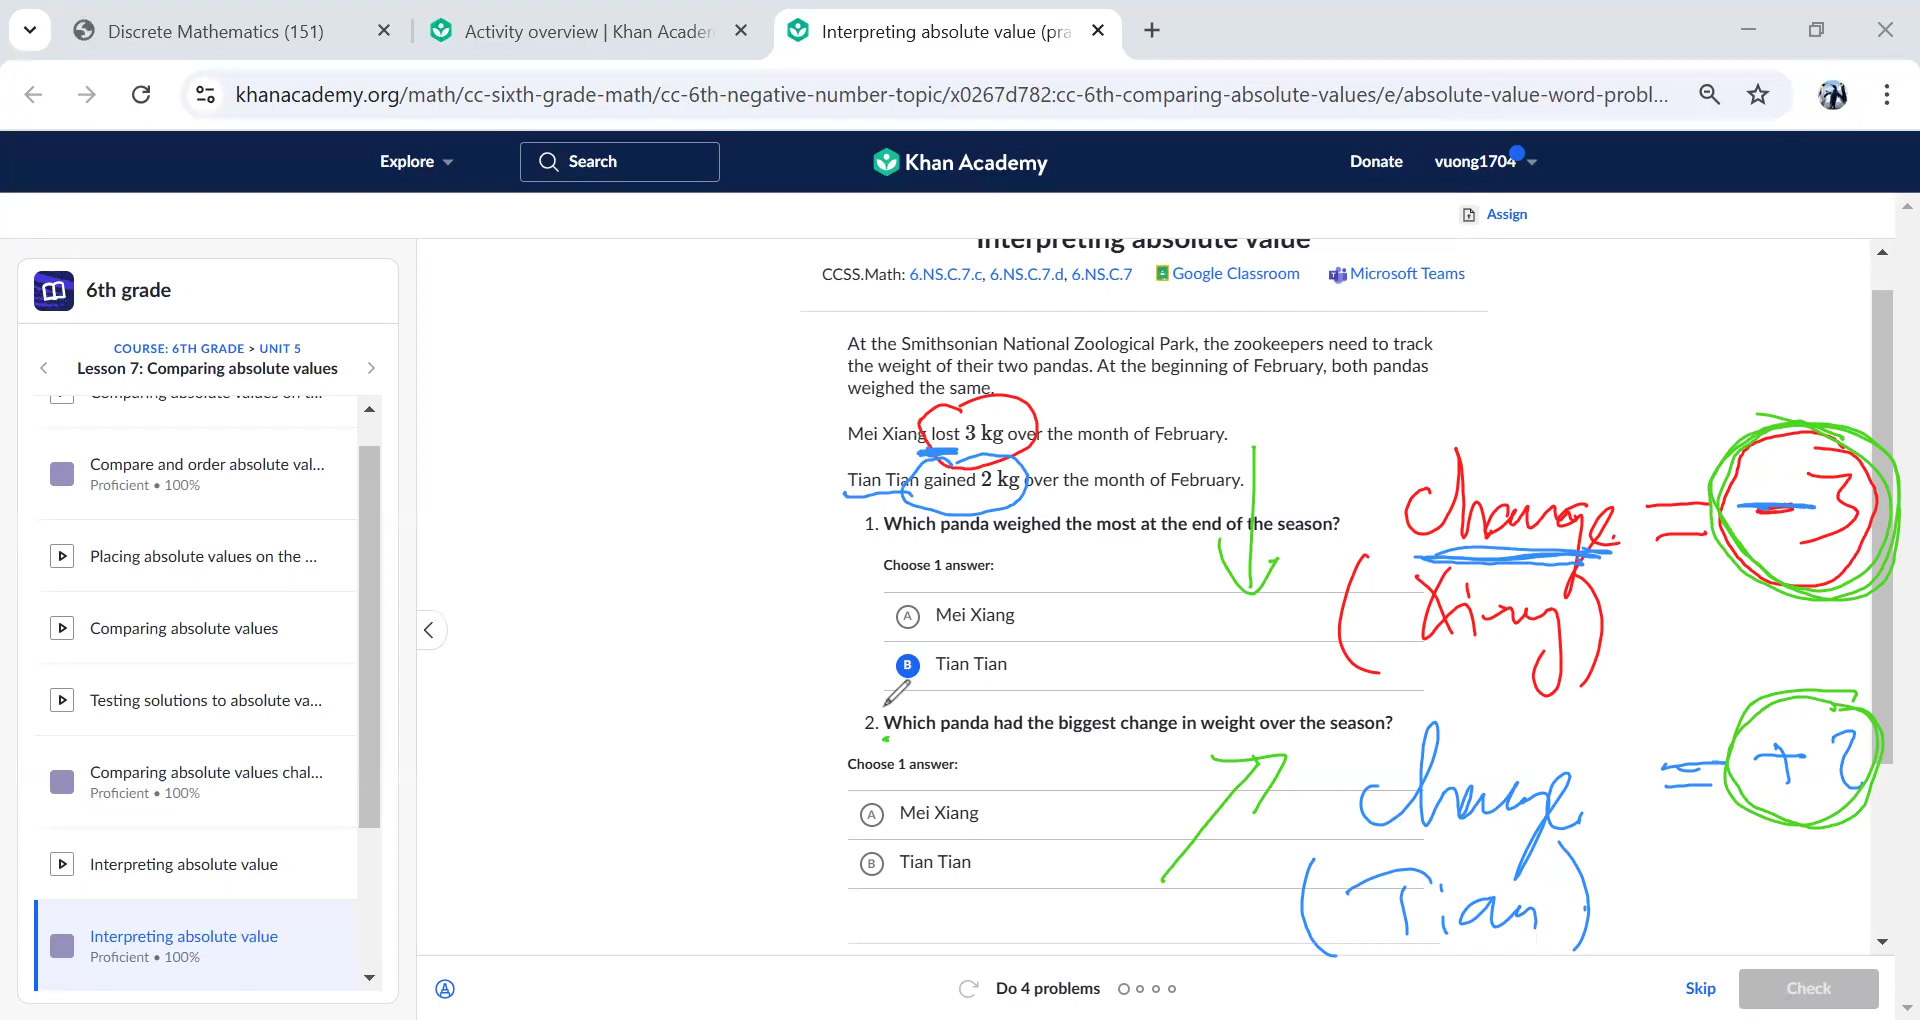 Discrete Mathematics (151)
Activity overview | Khan Academ
Interpreting absolute value (pra
khanacademy.org/math/cc-sixth-grade-math/cc-6th-negative-number-topic/x0267d782:cc-6th-comparing-absolute-values/e/absolute-value-word-probl...
Explore
Search
Khan Academy
Donate
vuong1704
Assign
6th grade
COURSE: 6TH GRADE > UNIT 5
Lesson 7: Comparing absolute values
Comparing absolute values on t...
Compare and order absolute val...
Proficient • 100%
Placing absolute values on the ...
Comparing absolute values
Testing solutions to absolute va...
Comparing absolute values chal...
Proficient • 100%
Interpreting absolute value
Interpreting absolute value
Proficient • 100%
Interpreting absolute value
CCSS.Math: 6.NS.C.7.c, 6.NS.C.7.d, 6.NS.C.7 Google Classroom Microsoft Teams
At the Smithsonian National Zoological Park, the zookeepers need to track
the weight of their two pandas. At the beginning of February, both pandas
weighed the same.
Mei Xiang lost 3 kg over the month of February.
Tian Tian gained 2 kg over the month of February.
1. Which panda weighed the most at the end of the season?
Choose 1 answer:
A Mei Xiang
B Tian Tian
2. Which panda had the biggest change in weight over the season?
Choose 1 answer:
A Mei Xiang
B Tian Tian
change = - 3
(Xiang)
change = + 2
(Tian)
Do 4 problems
Skip
Check